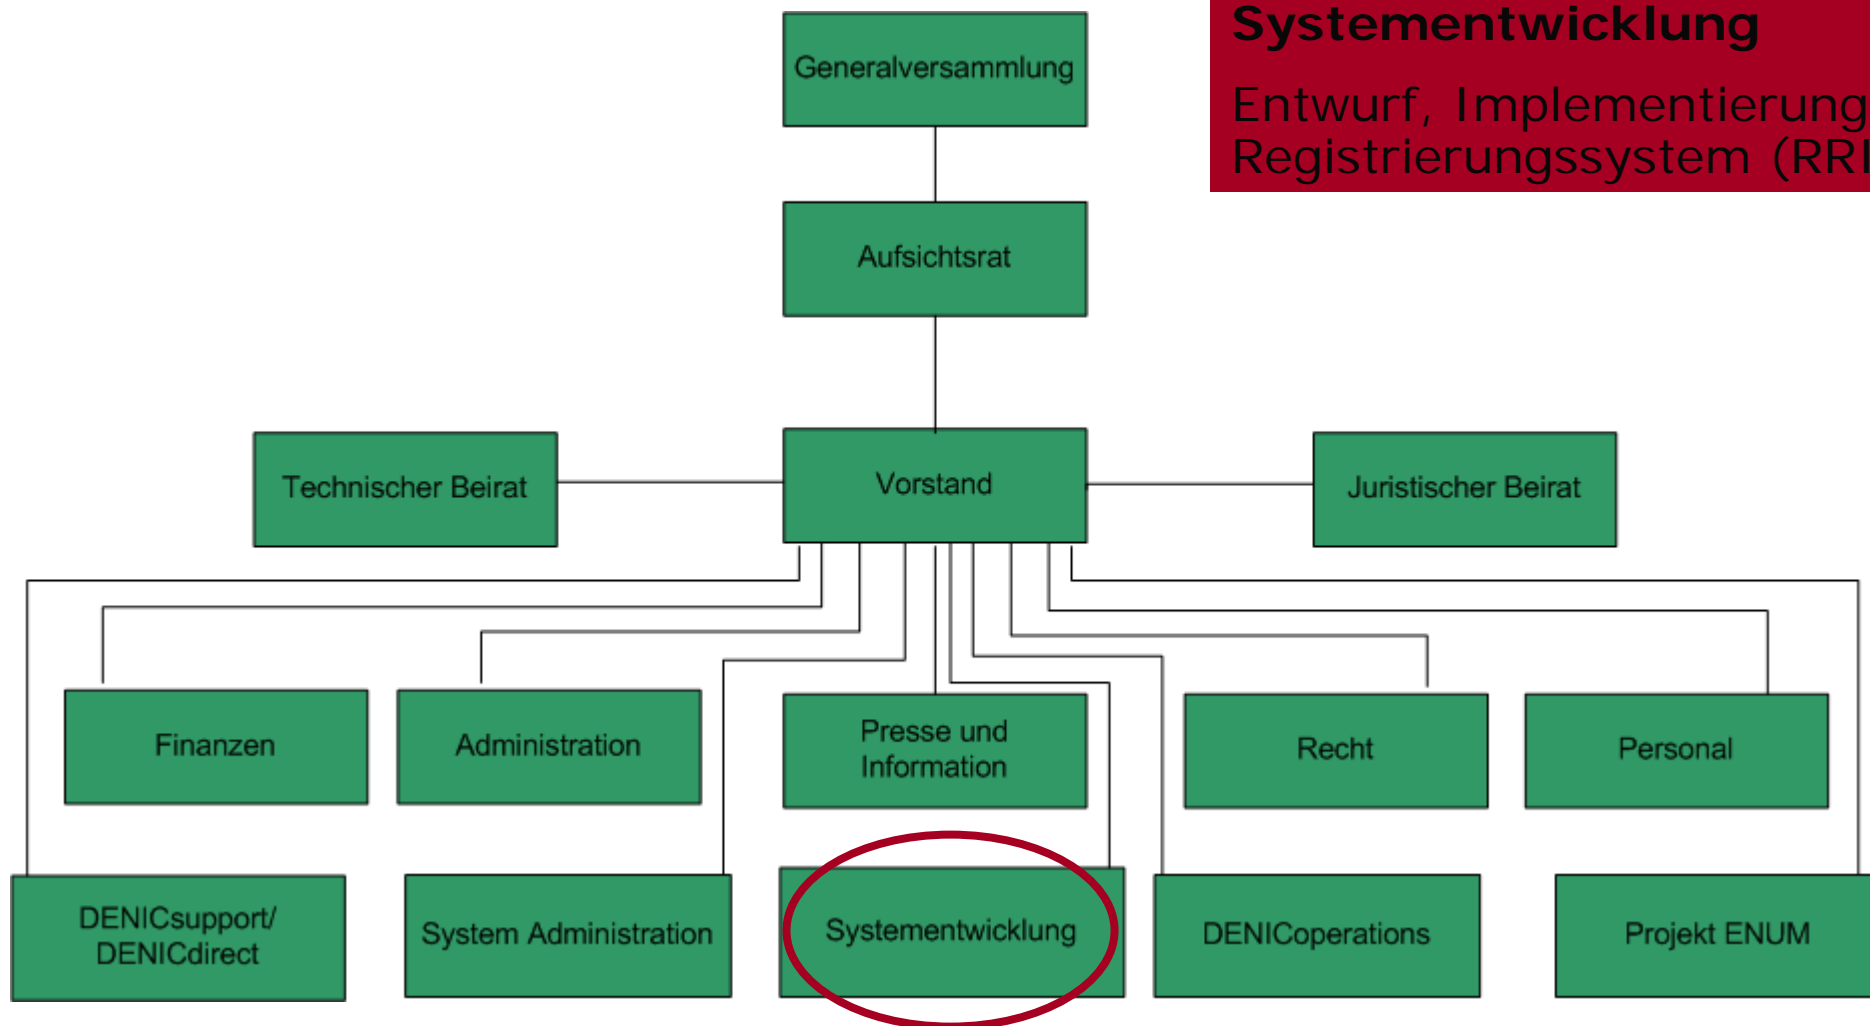 Systementwicklung
Entwurf, Implementierung
Registrierungssystem (RRI
Generalversammlung
Aufsichtsrat
Technischer Beirat
Vorstand
Juristischer Beirat
Finanzen
Administration
Presse und
Information
Recht
Personal
DENICsupport/
DENICdirect
System Administration
Systementwicklung
DENICoperations
Projekt ENUM